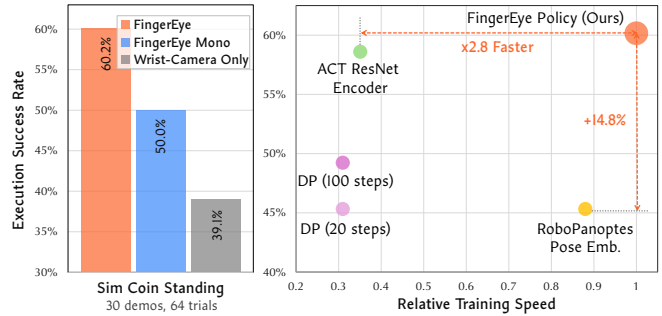 FingerEye
FingerEye Mono
Wrist-Camera Only
Execution Success Rate
60%
55%
50%
45%
40%
35%
30%
60.2%
50.0%
39.1%
Sim Coin Standing
30 demos, 64 trials
FingerEye Policy (Ours)
x2.8 Faster
ACT ResNet
Encoder
+14.8%
DP (100 steps)
DP (20 steps)
RoboPanoptes
Pose Emb.
60%
55%
50%
45%
40%
0.2 0.3 0.4 0.5 0.6 0.7 0.8 0.9 1
Relative Training Speed